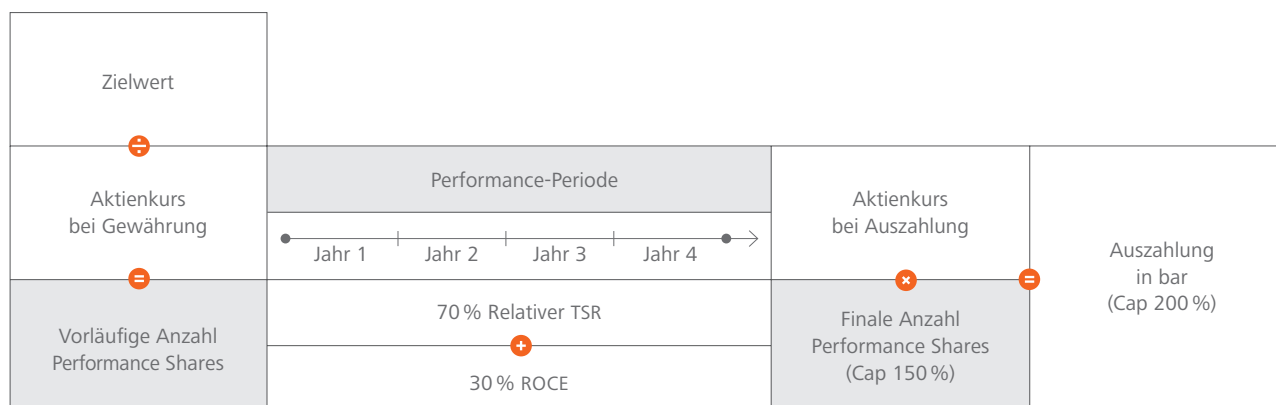 Zielwert
÷
Aktienkurs
bei Gewährung
=
Vorläufige Anzahl
Performance Shares
Performance-Periode
Jahr 1
Jahr 2
Jahr 3
Jahr 4
70 % Relativer TSR
+
30 % ROCE
Aktienkurs
bei Auszahlung
×
Finale Anzahl
Performance Shares
(Cap 150 %)
=
Auszahlung
in bar
(Cap 200 %)